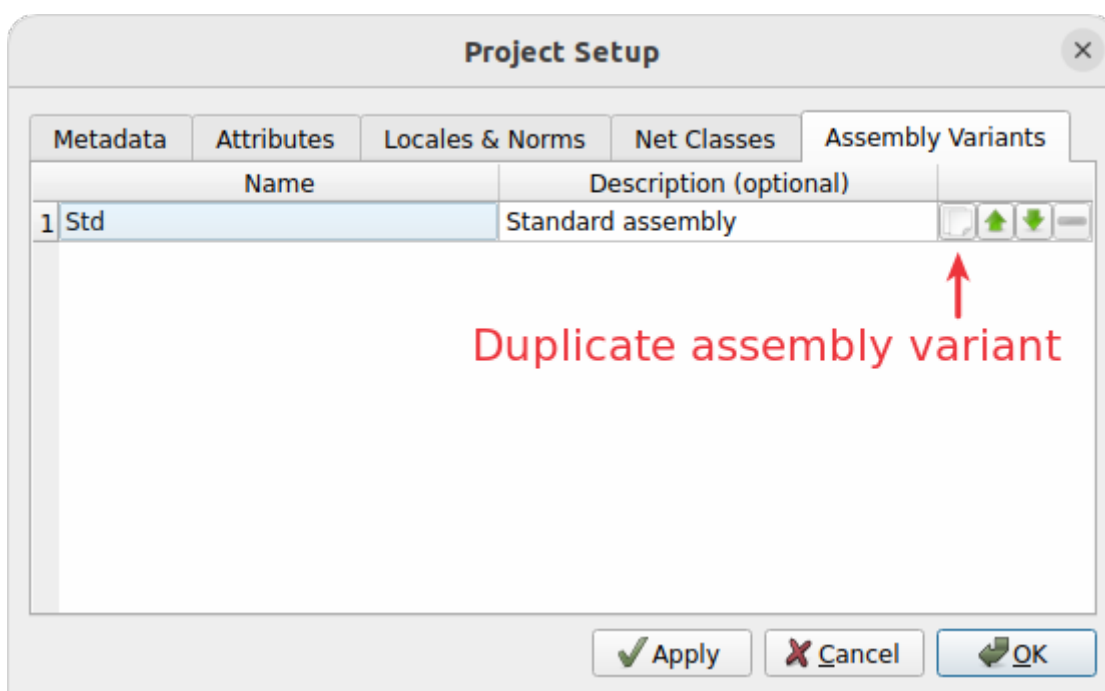 Project Setup
Metadata Attributes Locales & Norms Net Classes Assembly Variants
Name Description (optional)
1 Std Standard assembly
Duplicate assembly variant
Apply Cancel OK